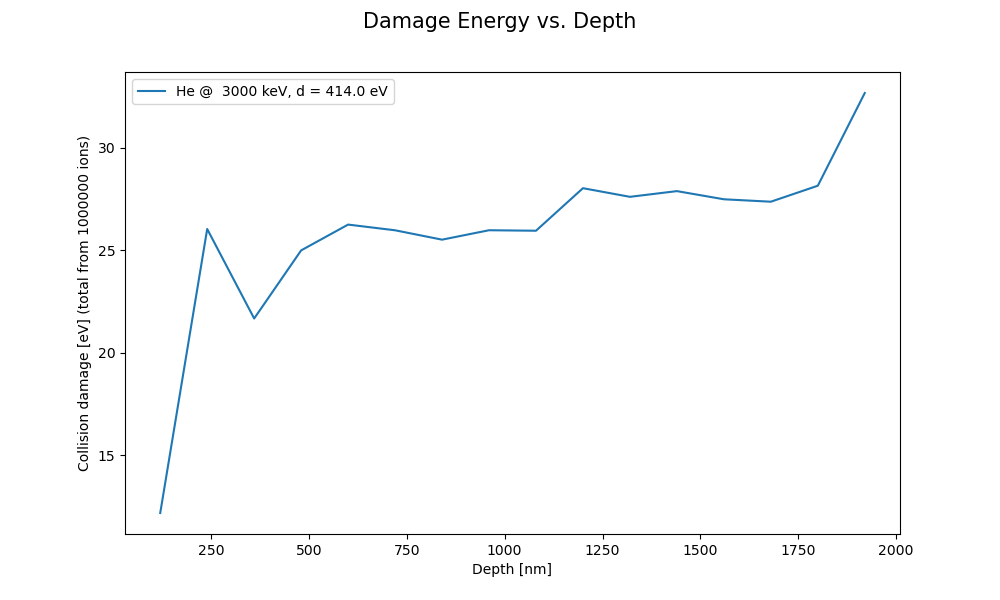 Damage Energy vs. Depth
He @  3000 keV, d = 414.0 eV
Collision damage [eV] (total from 1000000 ions)
30
25
20
15
250 500 750 1000 1250 1500 1750 2000
Depth [nm]